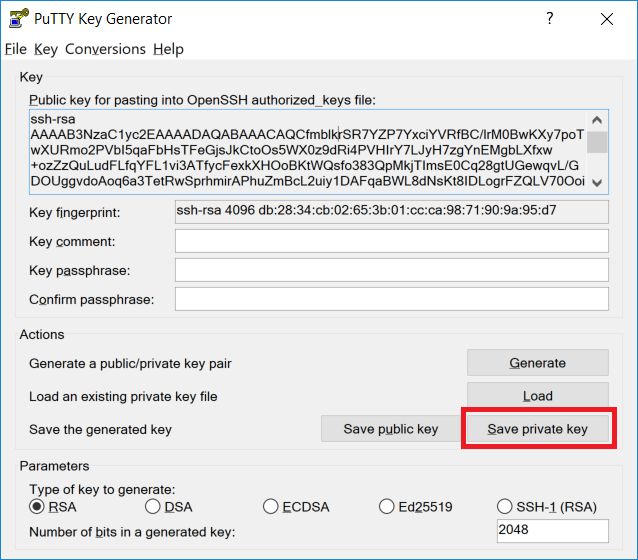 PuTTY Key Generator
File Key Conversions Help
Key
Public key for pasting into OpenSSH authorized_keys file:
ssh-rsa
AAAAB3NzaC1yc2EAAAADAQABAAACAQCfmblkrSR7YZP7YxciYVRfBC/lrM0BwKXy7poT
wXURmo2PVbI5qaFbHsTFeGjsJkCtoOs5WX0z9dRi4PVHIrY7LJyH7zgYnEMgbLXfxw
+ozZzQuLudFLfqYFL1vi3ATfycFexkXHOoBKtWQsfo383QpMkjTImsE0Cq28gtUGewqvL/G
DOUggvdoAoq6a3TetRwSprhmirAPhuZmBcL2uiy1DAFqaBWL8dNsKt8IDLogrFZQLV70Ooi
Key fingerprint: ssh-rsa 4096 db:28:34:cb:02:65:3b:01:cc:ca:98:71:90:9a:95:d7
Key comment:
Key passphrase:
Confirm passphrase:
Actions
Generate a public/private key pair Generate
Load an existing private key file Load
Save the generated key Save public key Save private key
Parameters
Type of key to generate:
RSA DSA ECDSA Ed25519 SSH-1 (RSA)
Number of bits in a generated key: 2048